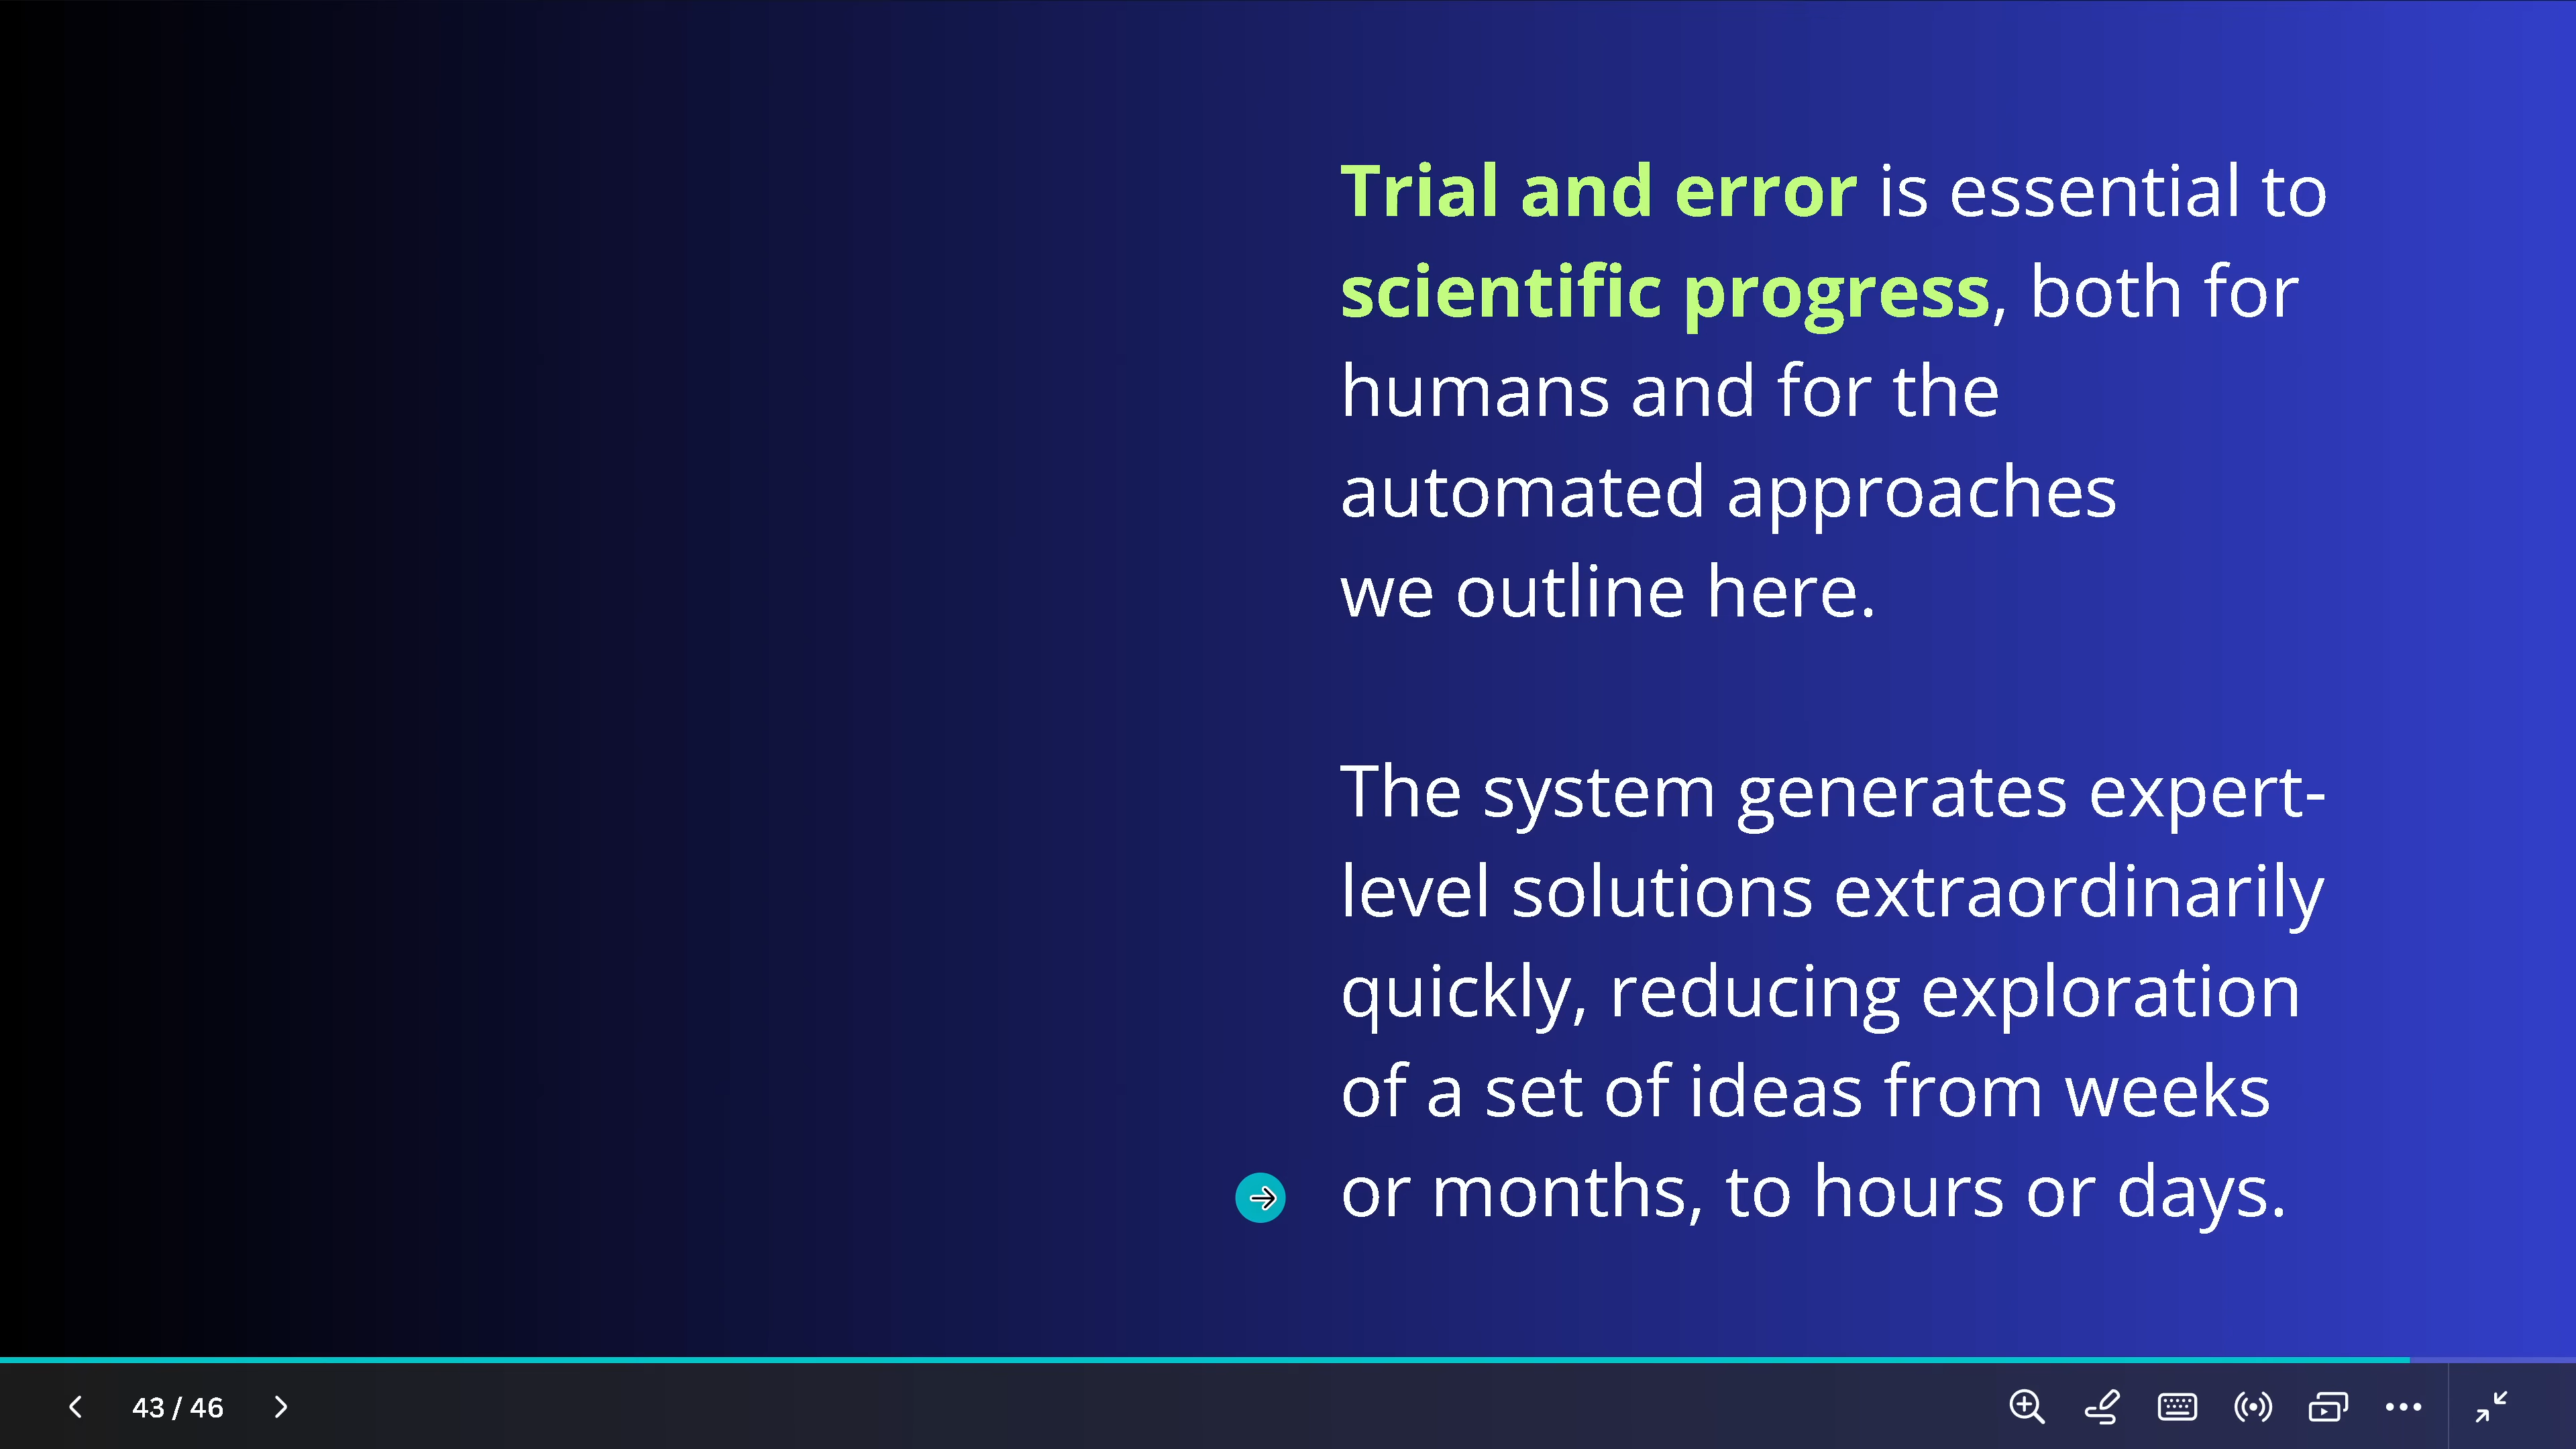 Trial and error is essential to
scientific progress, both for
humans and for the
automated approaches
we outline here.
The system generates expert-
level solutions extraordinarily
quickly, reducing exploration
of a set of ideas from weeks
or months, to hours or days.
43 / 46